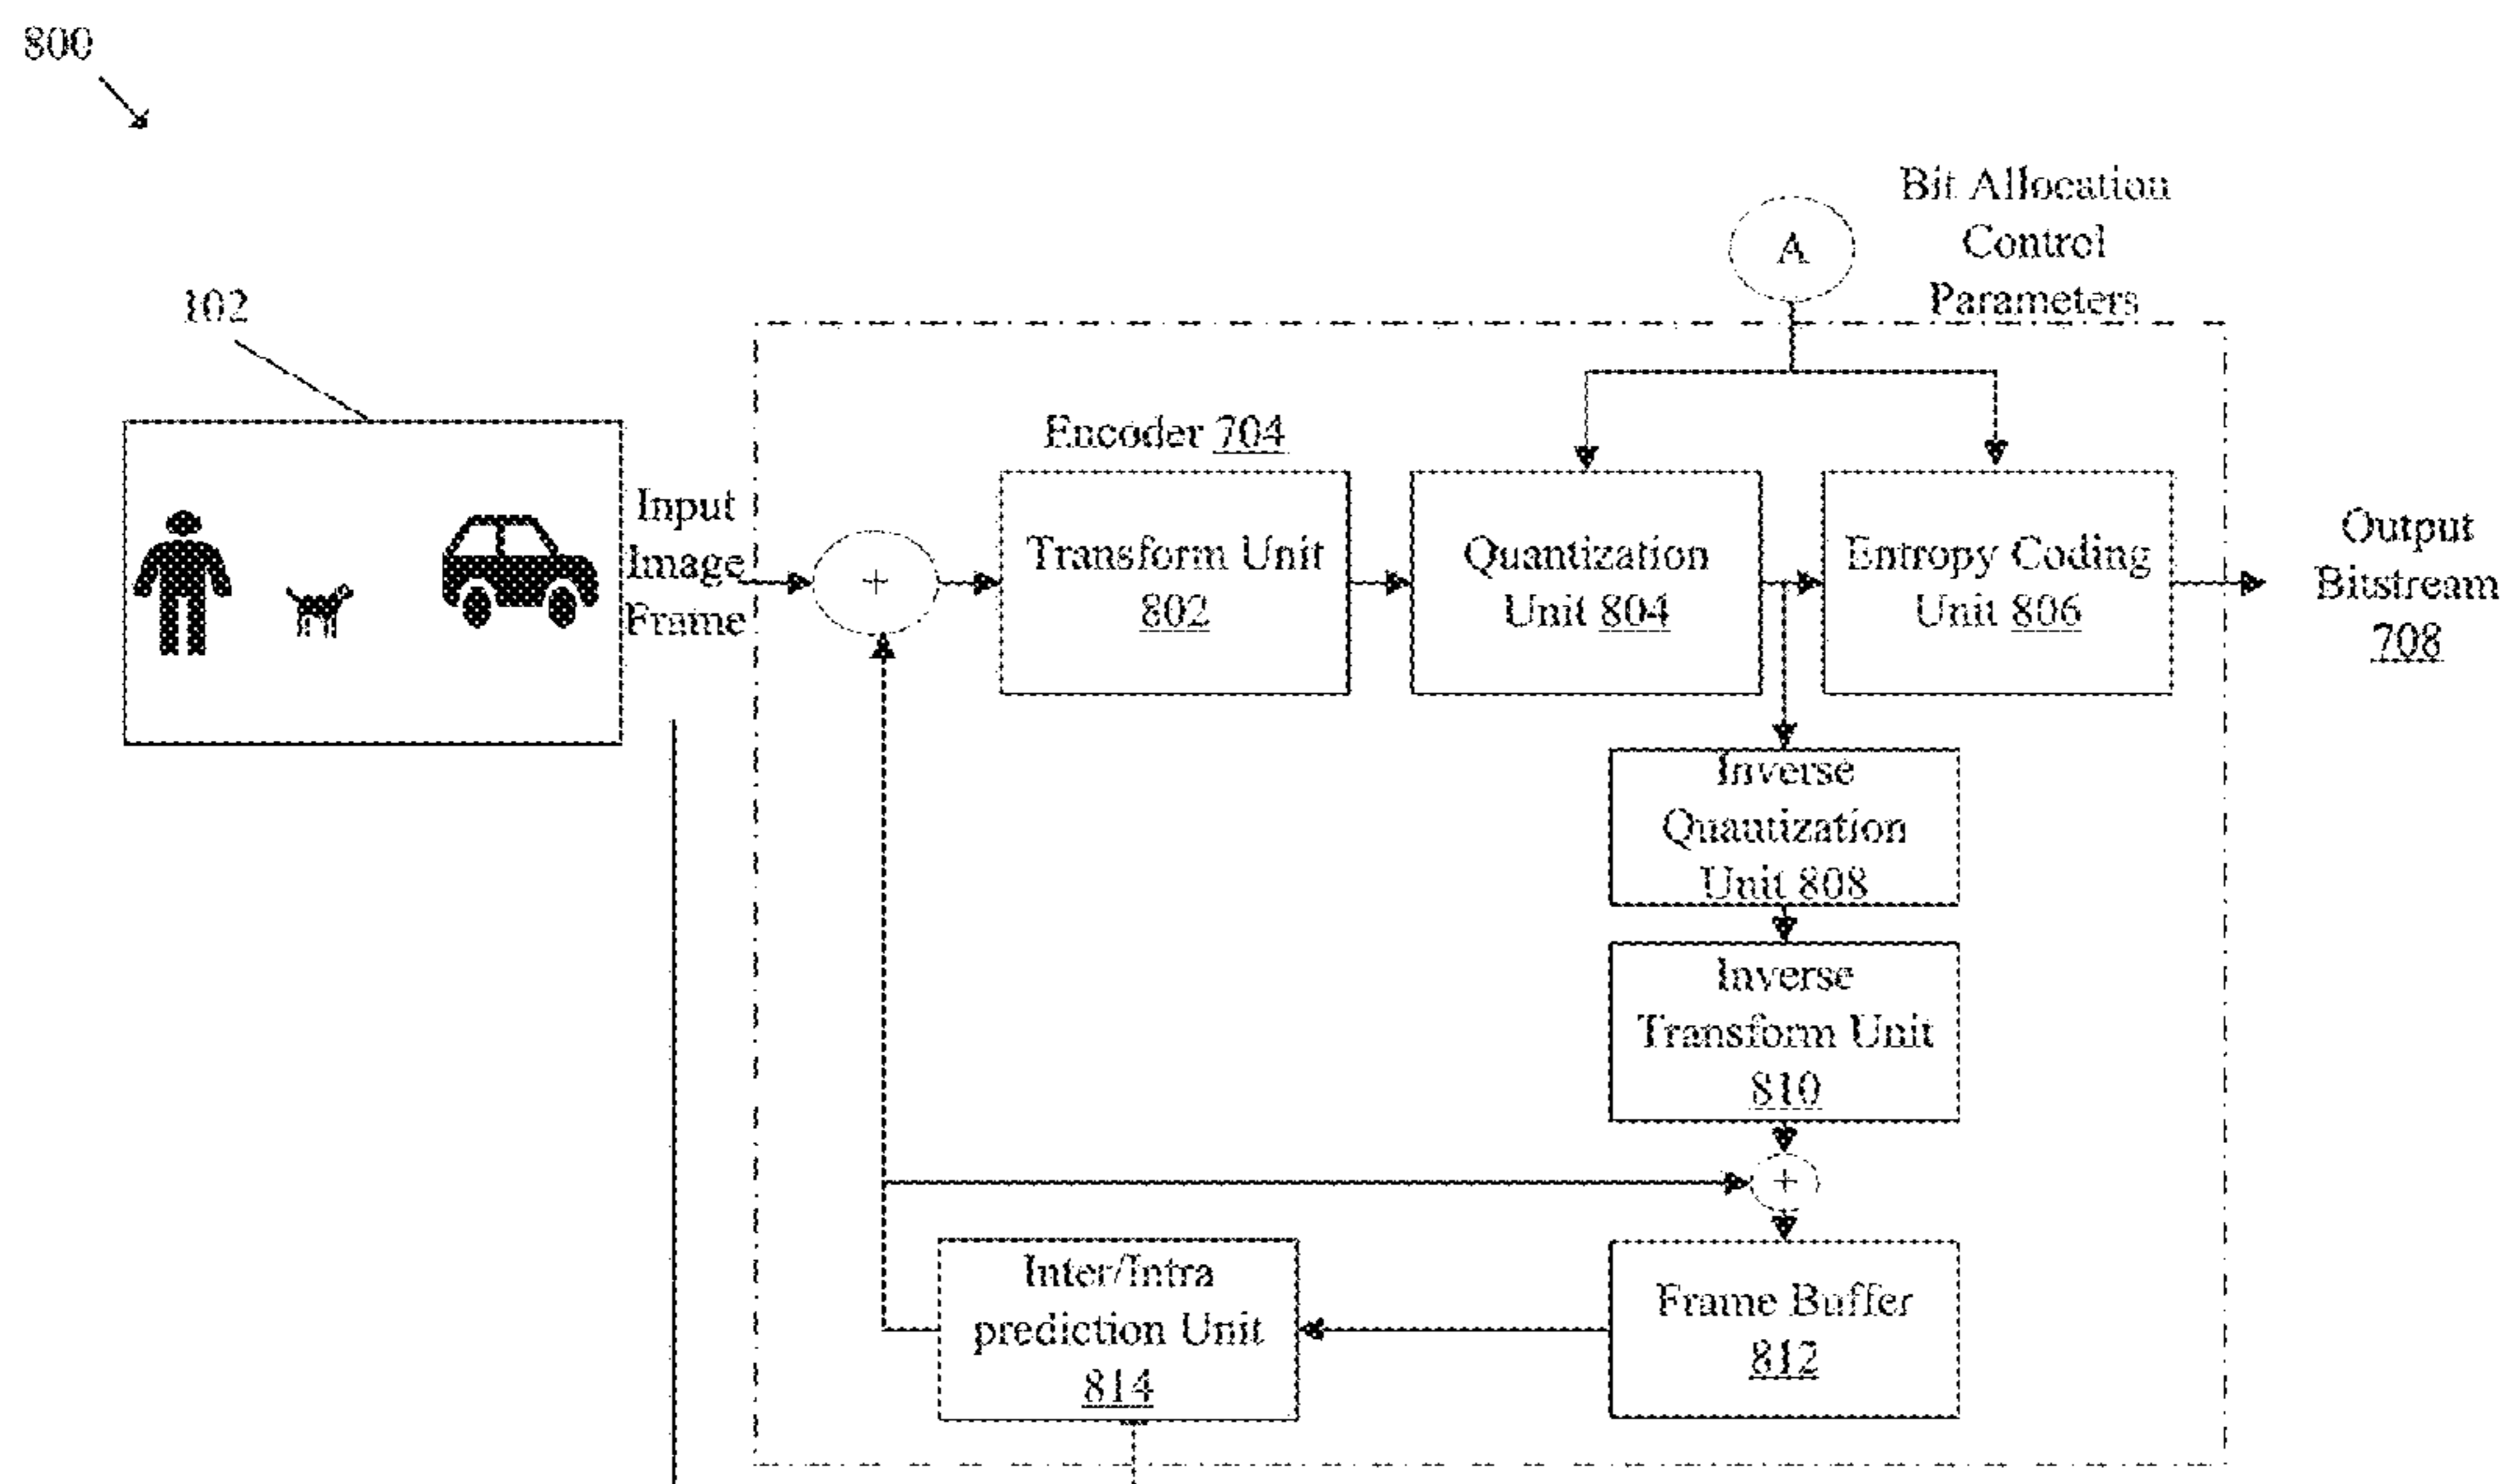 800
Bit Allocation
Control
Parameters
A
102
Encoder 704
Input
Image
Frame
+
Transform Unit
802
Quantization
Unit 804
Entropy Coding
Unit 806
Output
Bitstream
708
Inverse
Quantization
Unit 808
Inverse
Transform Unit
810
+
Inter/Intra
prediction Unit
814
Frame Buffer
812